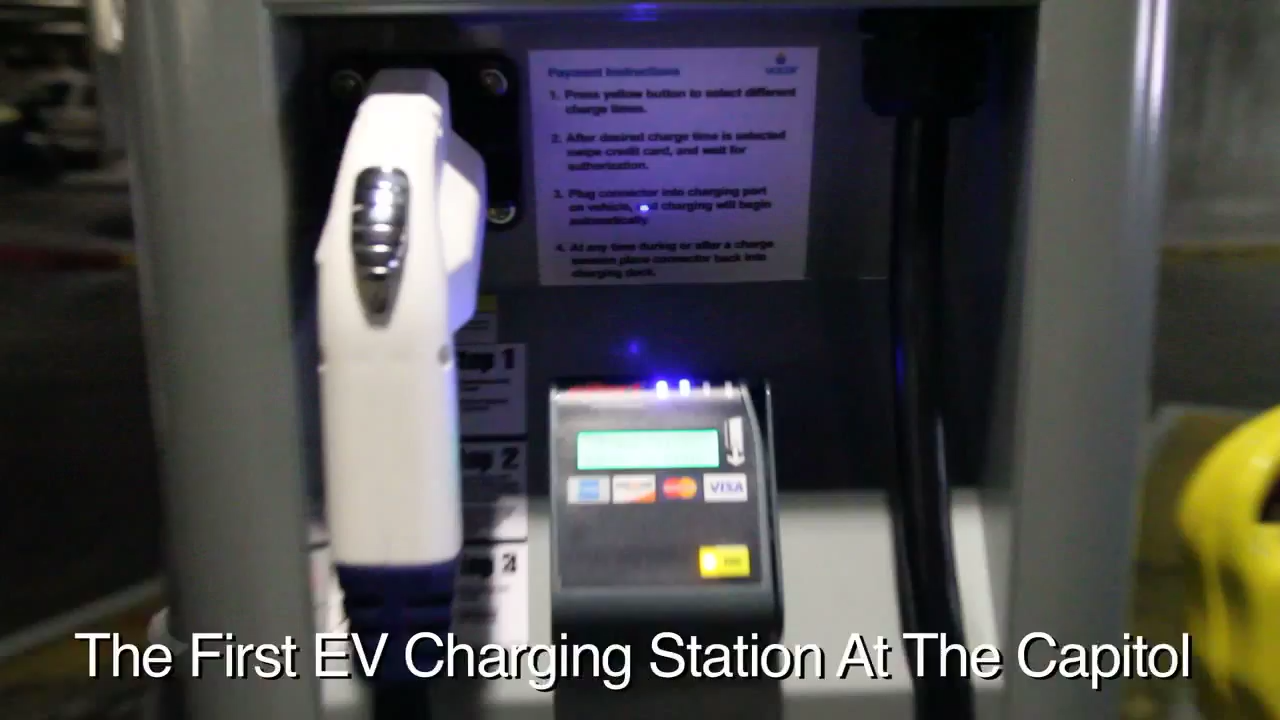 Payment Instructions
1. Press yellow button to select different
charge times.
2. After desired charge time is selected
swipe credit card, and wait for
authorization.
3. Plug connector into charging port
on vehicle, and charging will begin
automatically.
4. At any time during or after a charge
session place connector back into
charging dock.
Step 1
Step 2
Step 3
VISA
The First EV Charging Station At The Capitol